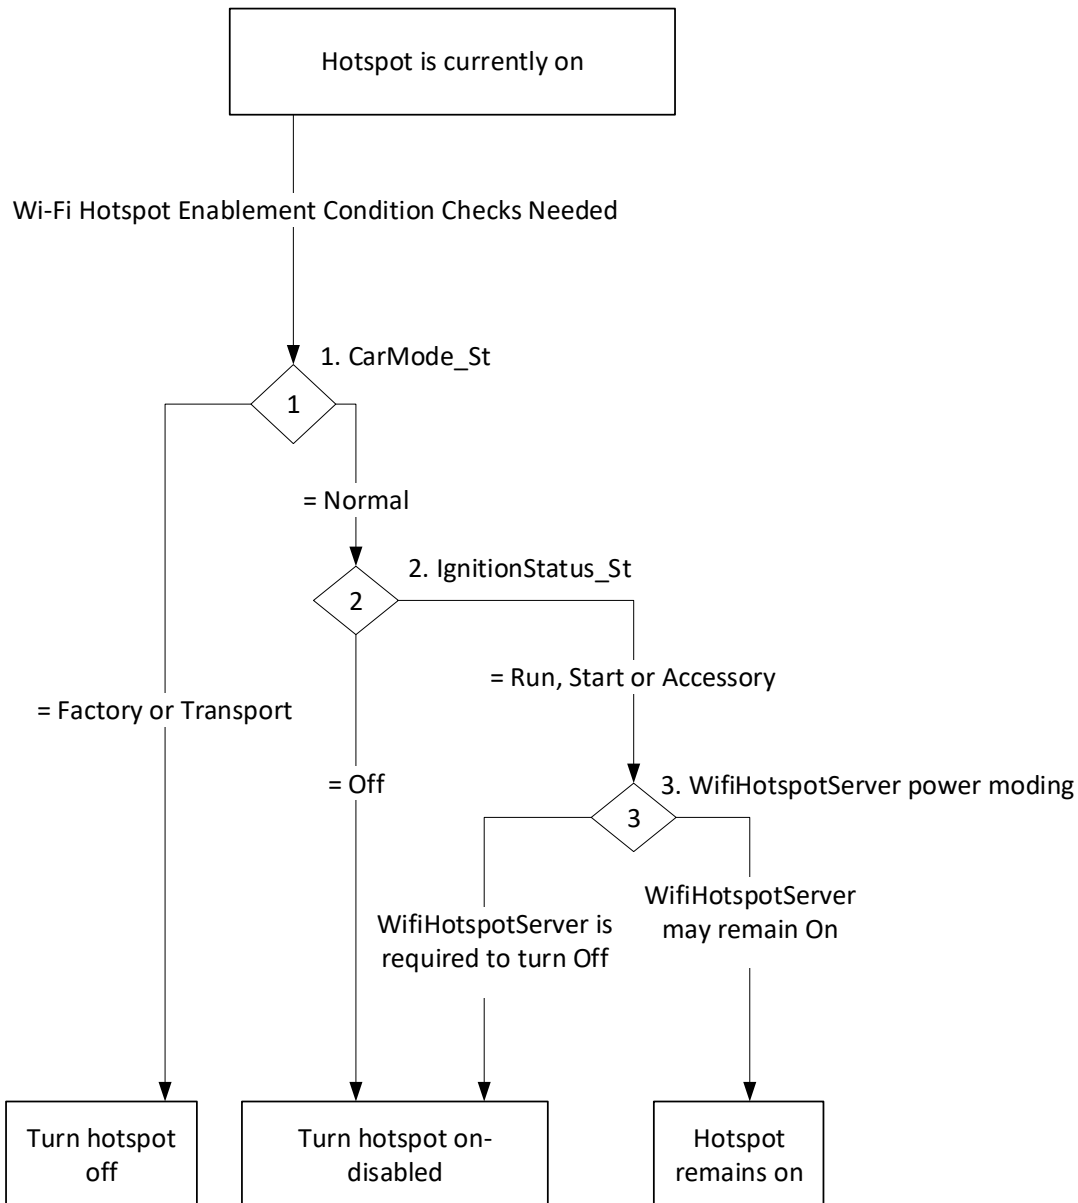 Hotspot is currently on
Wi-Fi Hotspot Enablement Condition Checks Needed
1. CarMode_St
1
= Normal
2. IgnitionStatus_St
2
= Run, Start or Accessory
= Factory or Transport
= Off
3. WifiHotspotServer power moding
3
WifiHotspotServer is
required to turn Off
WifiHotspotServer
may remain On
Turn hotspot
off
Turn hotspot on-
disabled
Hotspot
remains on